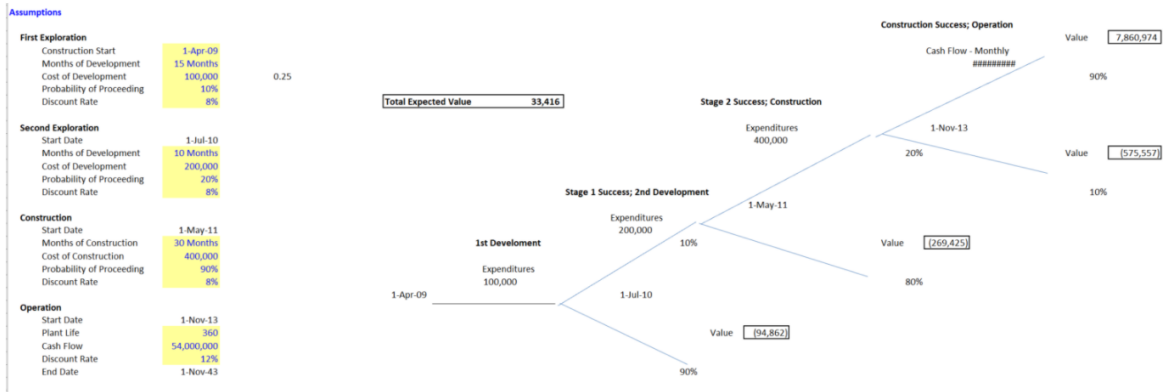 Assumptions
First Exploration
Construction Start 1-Apr-09
Months of Development 15 Months
Cost of Development 100,000 0.25
Probability of Proceeding 10%
Discount Rate 8%
Second Exploration
Start Date 1-Jul-10
Months of Development 10 Months
Cost of Development 200,000
Probability of Proceeding 20%
Discount Rate 8%
Construction
Start Date 1-May-11
Months of Construction 30 Months
Cost of Construction 400,000
Probability of Proceeding 90%
Discount Rate 8%
Operation
Start Date 1-Nov-13
Plant Life 360
Cash Flow 54,000,000
Discount Rate 12%
End Date 1-Nov-43
Total Expected Value 33,416
1st Develoment
Expenditures
100,000
1-Apr-09
1-Jul-10
Value (94,862)
90%
Stage 1 Success; 2nd Development
Expenditures
200,000
10%
1-May-11
Value (269,425)
80%
Stage 2 Success; Construction
Expenditures
400,000
20%
1-Nov-13
Value (575,557)
10%
Construction Success; Operation
Cash Flow - Monthly
#########
Value 7,860,974
90%